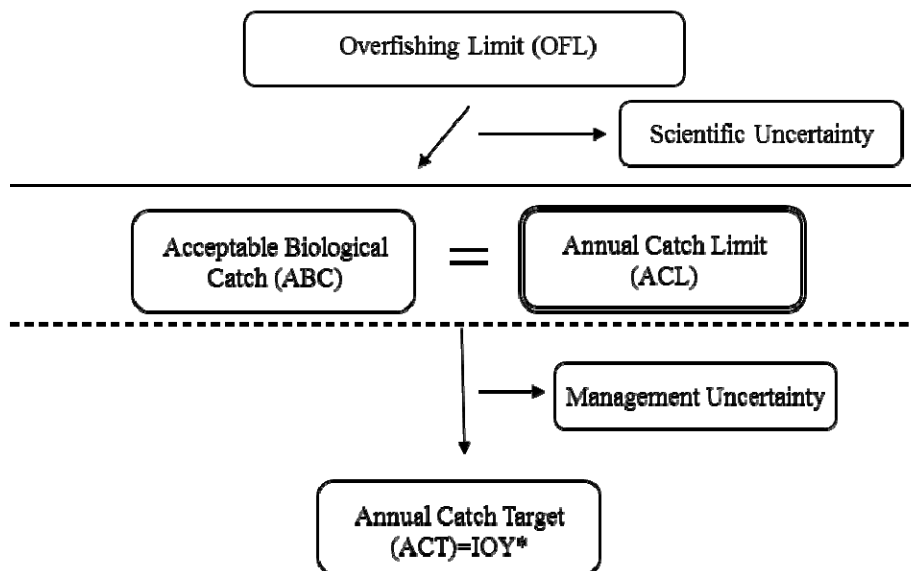 Overfishing Limit (OFL)
Scientific Uncertainty
Acceptable Biological
Catch (ABC)
=
Annual Catch Limit
(ACL)
Management Uncertainty
Annual Catch Target
(ACT)=IOY*